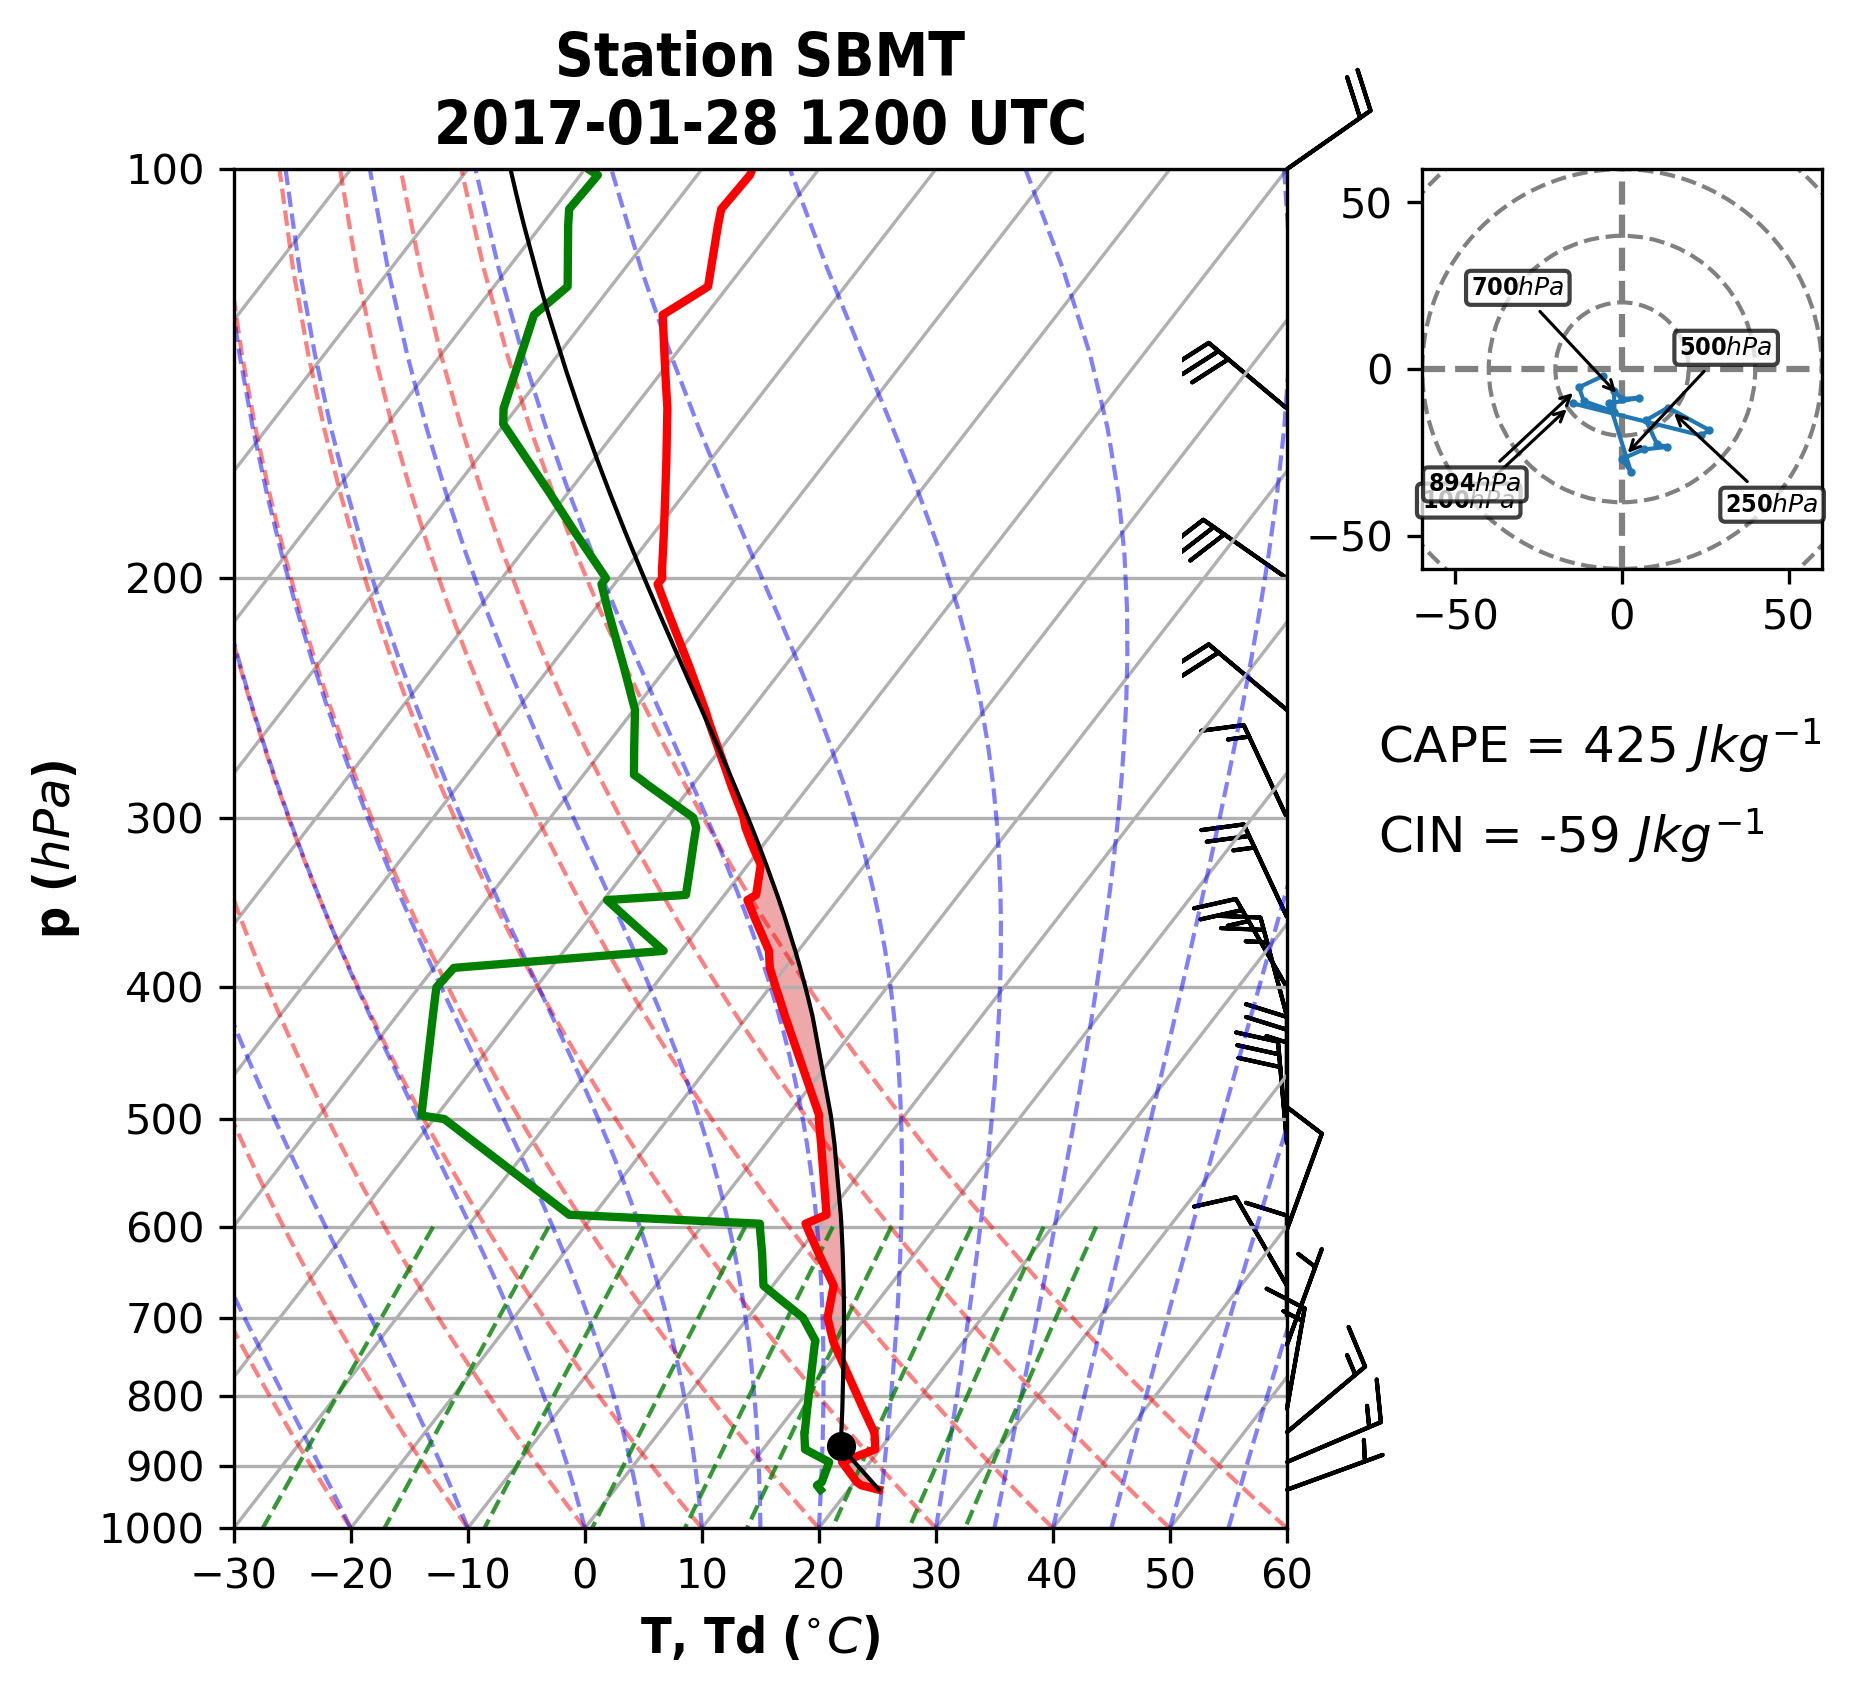 Station SBMT
2017-01-28 1200 UTC
100
200
300
400
500
600
700
800
900
1000
p (hPa)
−30 −20 −10 0 10 20 30 40 50 60
T, Td (°C)
50
0
−50
−50 0 50
700hPa
500hPa
894hPa
100hPa
250hPa
CAPE = 425 Jkg⁻¹
CIN = -59 Jkg⁻¹